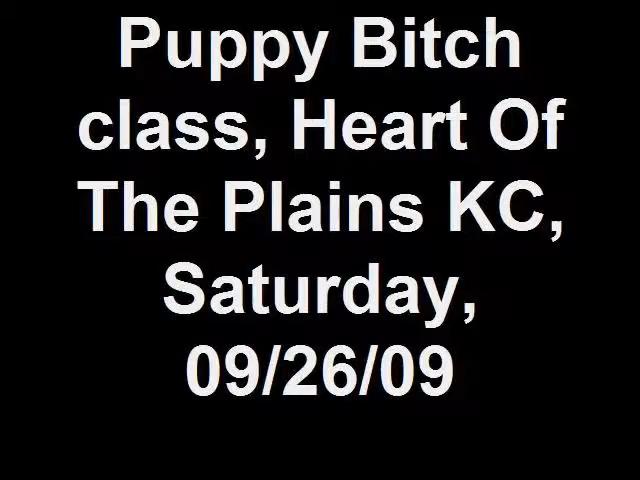 Puppy Bitch
class, Heart Of
The Plains KC,
Saturday,
09/26/09